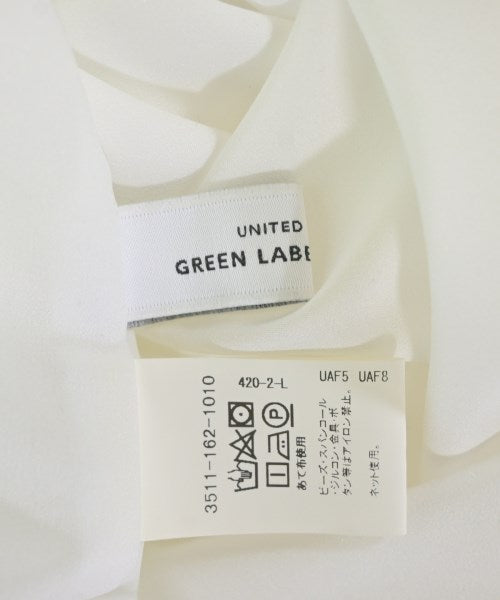 UNITED
GREEN LABE
420-2-L
UAF5 UAF8
3511-162-1010
P
あて布使用
ビーズ・スパンコール
・ジルコン・金具・ボ
タン等はアイロン禁止。
ネット使用。